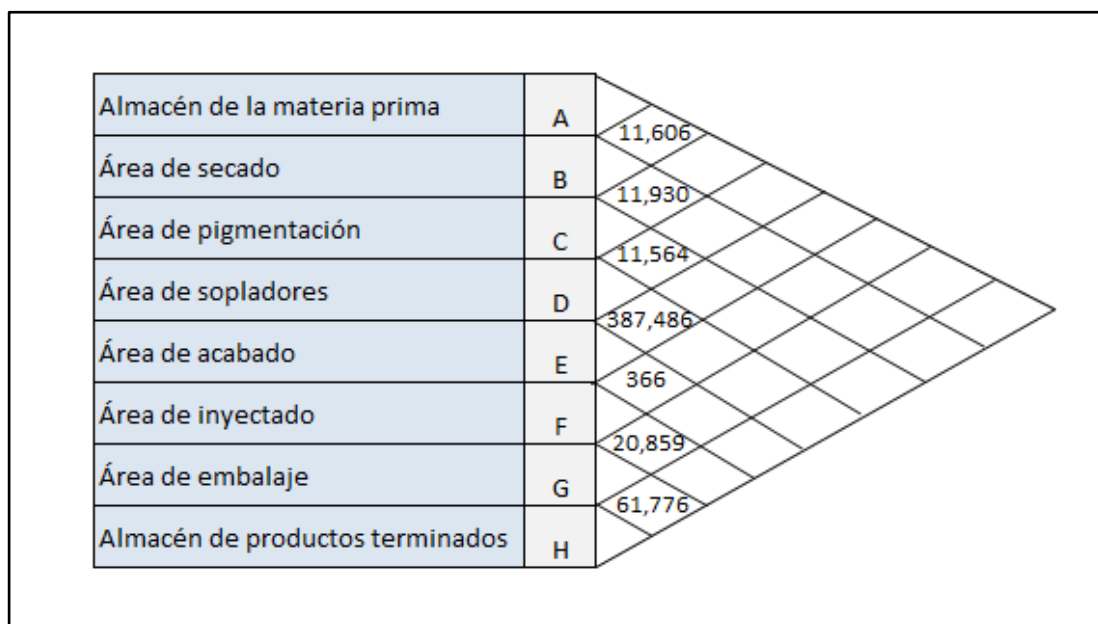 Almacén de la materia prima A
11,606
Área de secado B
11,930
Área de pigmentación C
11,564
Área de sopladores D
387,486
Área de acabado E
366
Área de inyectado F
20,859
Área de embalaje G
61,776
Almacén de productos terminados H